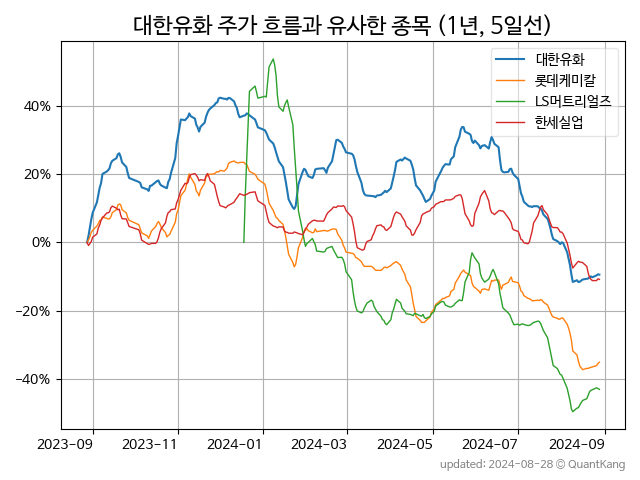 대한유화 주가 흐름과 유사한 종목 (1년, 5일선)
대한유화
롯데케미칼
LS머트리얼즈
한세실업
40%
20%
0%
−20%
−40%
2023-09 2023-11 2024-01 2024-03 2024-05 2024-07 2024-09
updated: 2024-08-28 © QuantKang